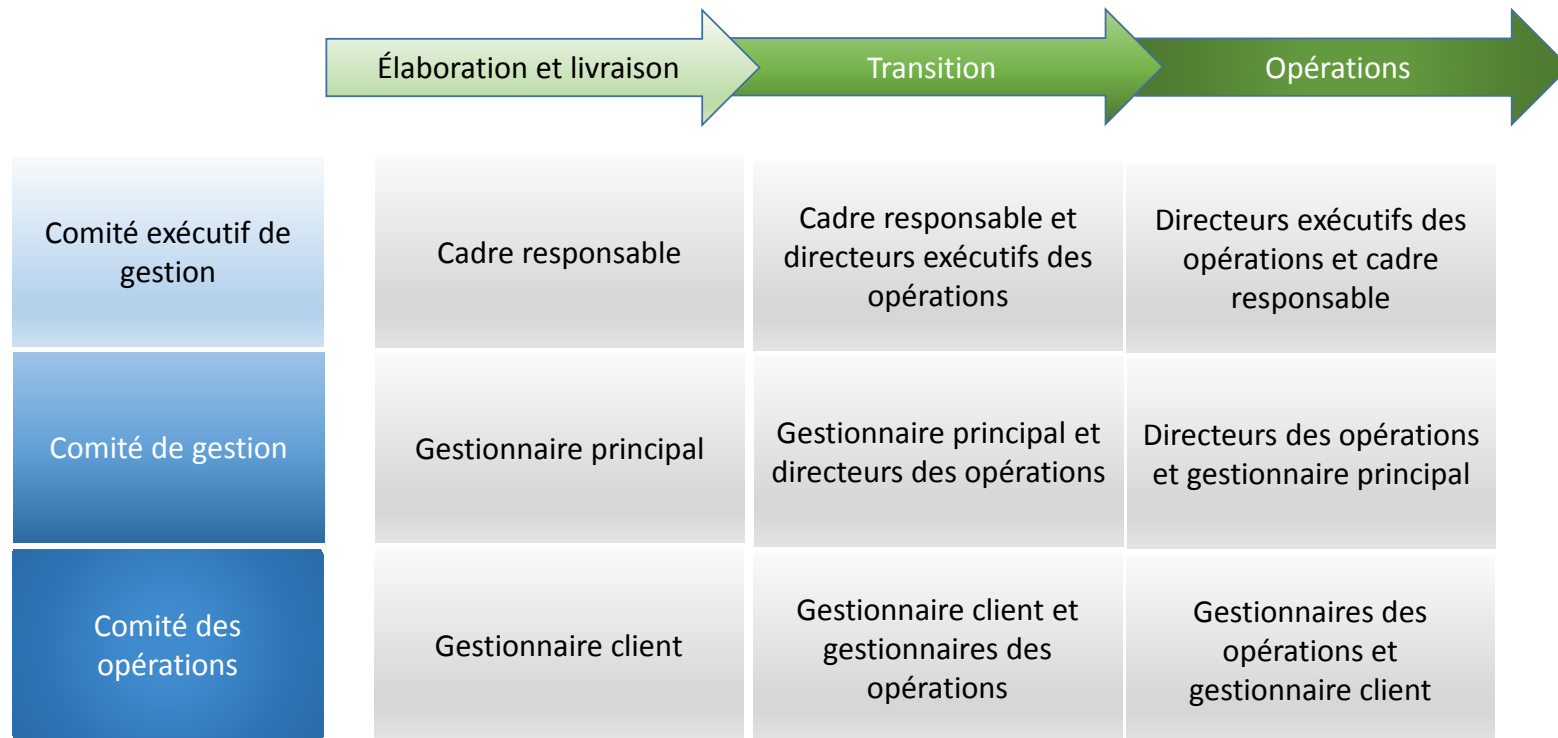 Élaboration et livraison
Transition
Opérations
Comité exécutif de
gestion
Cadre responsable
Cadre responsable et
directeurs exécutifs des
opérations
Directeurs exécutifs des
opérations et cadre
responsable
Comité de gestion
Gestionnaire principal
Gestionnaire principal et
directeurs des opérations
Directeurs des opérations
et gestionnaire principal
Comité des
opérations
Gestionnaire client
Gestionnaire client et
gestionnaires des
opérations
Gestionnaires des
opérations et
gestionnaire client